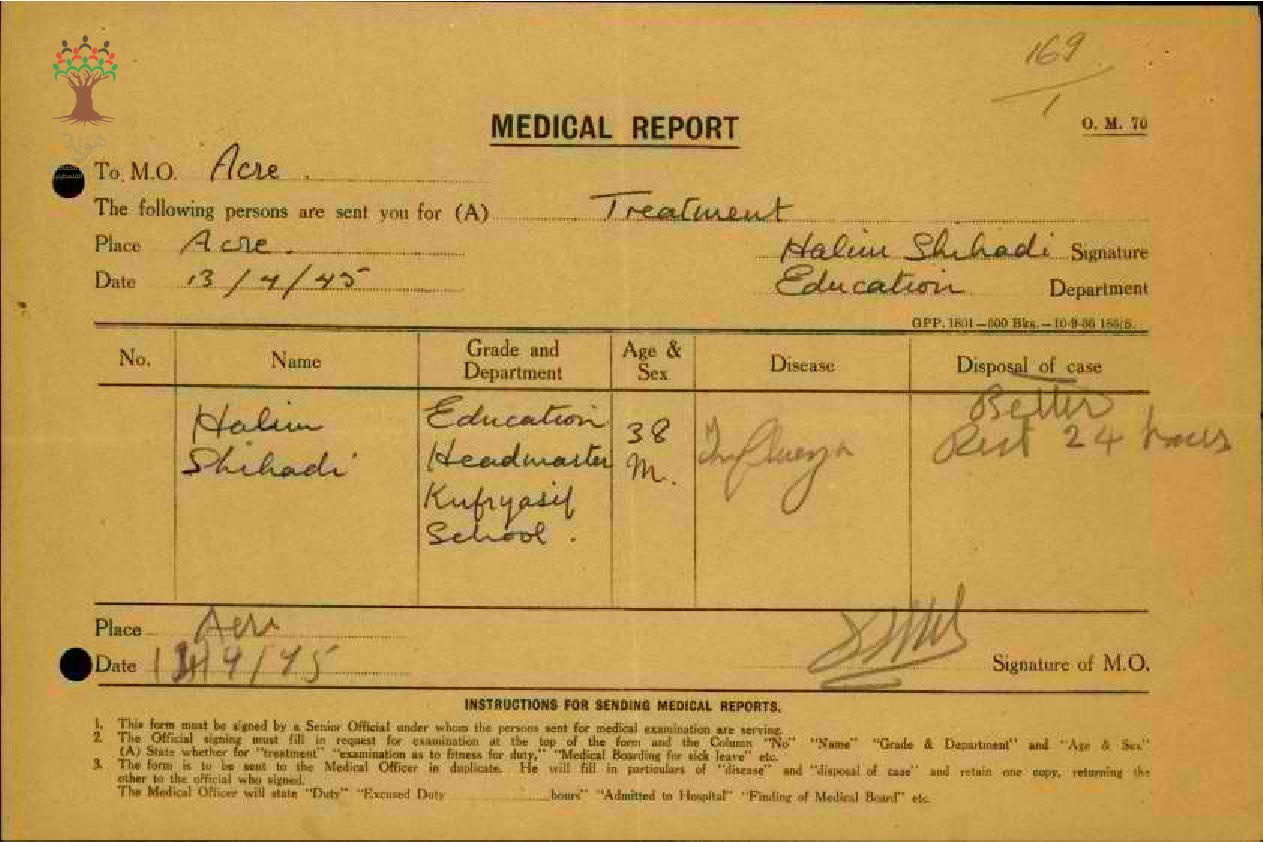 هوية
169
1
MEDICAL REPORT
O. M. 70
To M.O. Acre.
The following persons are sent you for (A) Treatment
Place Acre.
Halim Shihadi Signature
Date 13/4/45
Education Department
GPP. 1801—600 Bks.—10-9-36
No. Name Grade and Department Age & Sex Disease Disposal of case
Halim Shihadi
Education
Headmaster
Kufryasif
School.
38
M.
Influenza
Better
Rest 24 hours
Place Acre
Date /4/45
Signature of M.O.
INSTRUCTIONS FOR SENDING MEDICAL REPORTS.
1. This form must be signed by a Senior Official under whom the persons sent for medical examination are serving.
2. The Official signing must fill in request for examination at the top of the form and the Column "No" "Name" "Grade & Department" and "Age & Sex"
(A) State whether for "treatment" "examination as to fitness for duty," "Medical Boarding for sick leave" etc.
3. The form is to be sent to the Medical Officer in duplicate. He will fill in particulars of "disease" and "disposal of case" and retain one copy, returning the
other to the official who signed.
The Medical Officer will state "Duty" "Excused Duty ..................hours" "Admitted to Hospital" "Finding of Medical Board" etc.